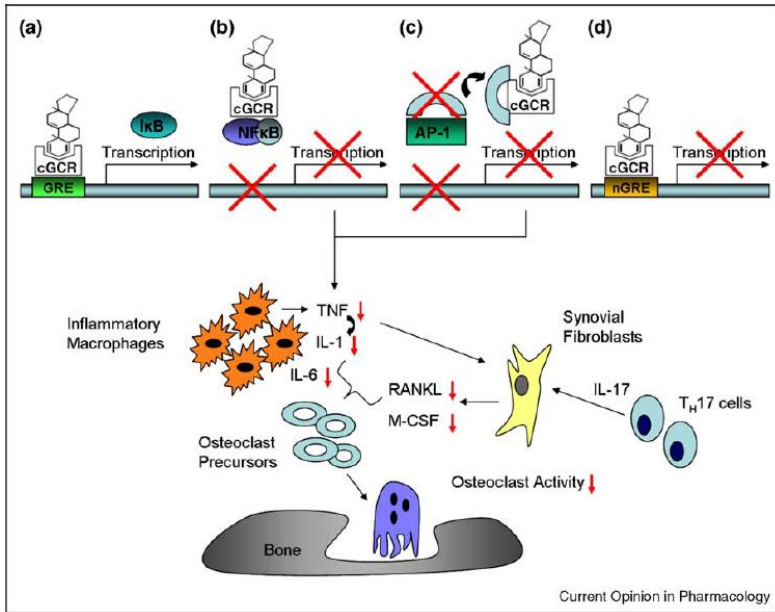 (a)
(b)
(c)
(d)
cGCR
GRE
IκB
Transcription
cGCR
NFκB
Transcription
AP-1
cGCR
Transcription
cGCR
nGRE
Transcription
Inflammatory
Macrophages
TNF
IL-1
IL-6
RANKL
M-CSF
Synovial
Fibroblasts
IL-17
TH17 cells
Osteoclast
Precursors
Osteoclast Activity
Bone
Current Opinion in Pharmacology